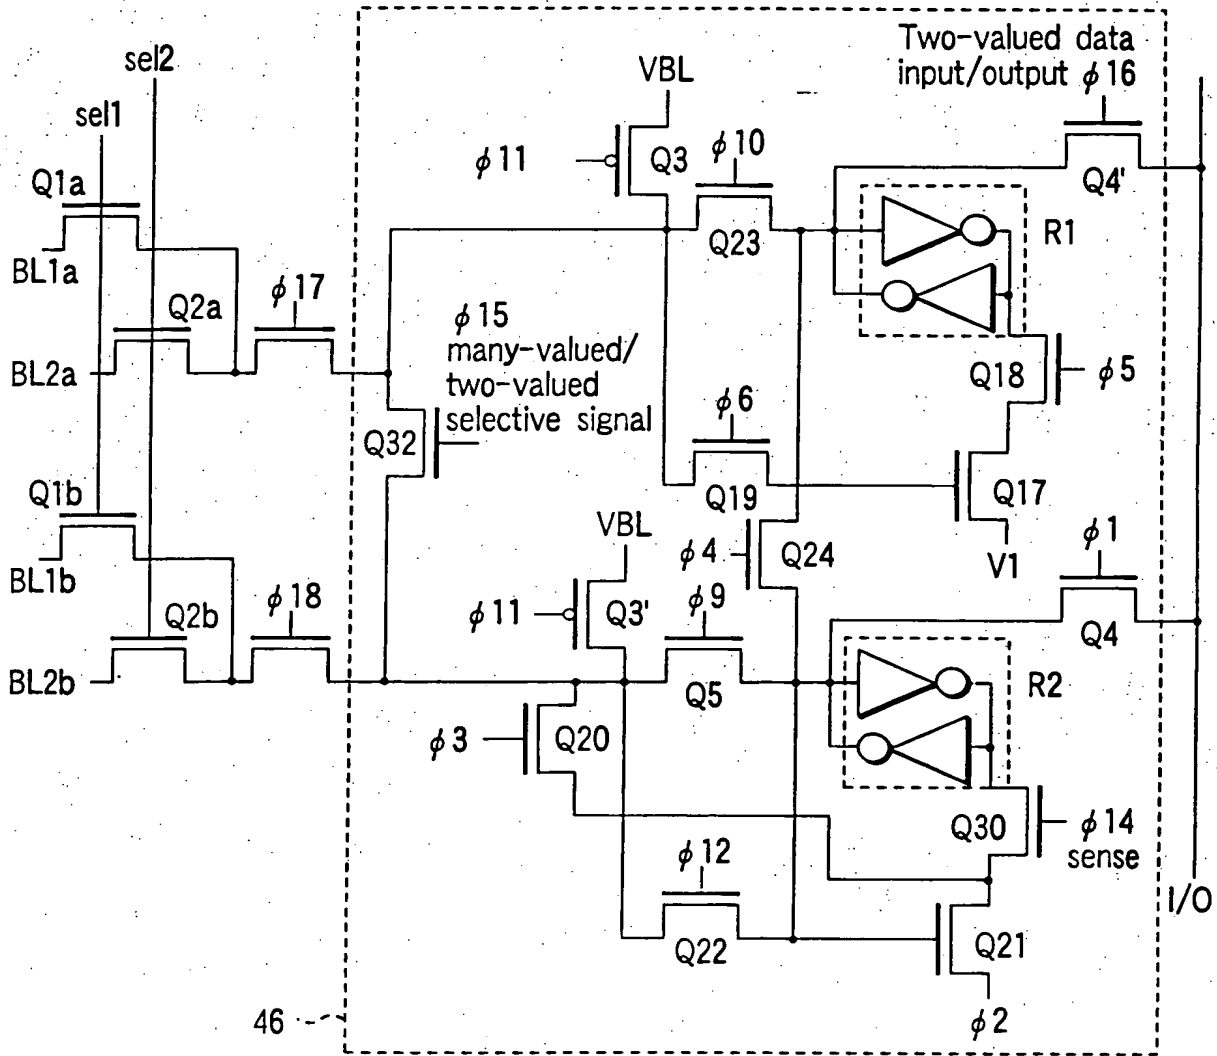 Two-valued data
input/output ϕ16
sel2
VBL
sel1
ϕ10
ϕ11
Q3
Q4'
Q1a
Q23
R1
BL1a
Q2a
ϕ17
ϕ15
many-valued/
two-valued
selective signal
BL2a
Q18
ϕ5
ϕ6
Q32
Q1b
Q19
Q17
VBL
ϕ1
ϕ4
Q24
V1
BL1b
Q2b
ϕ18
ϕ11
Q3'
ϕ9
Q4
BL2b
Q5
R2
ϕ3
Q20
Q30
ϕ14
sense
ϕ12
I/O
Q22
Q21
46
ϕ2